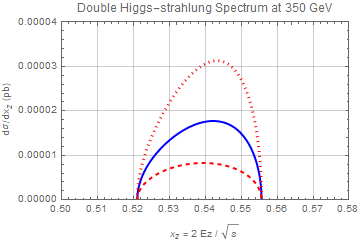 Double Higgs-strahlung Spectrum at 350 GeV
0.00004
0.00003
0.00002
0.00001
0.00000
dσ/dx_Z (pb)
0.50 0.51 0.52 0.53 0.54 0.55 0.56 0.57 0.58
x_Z = 2 Ez / √s